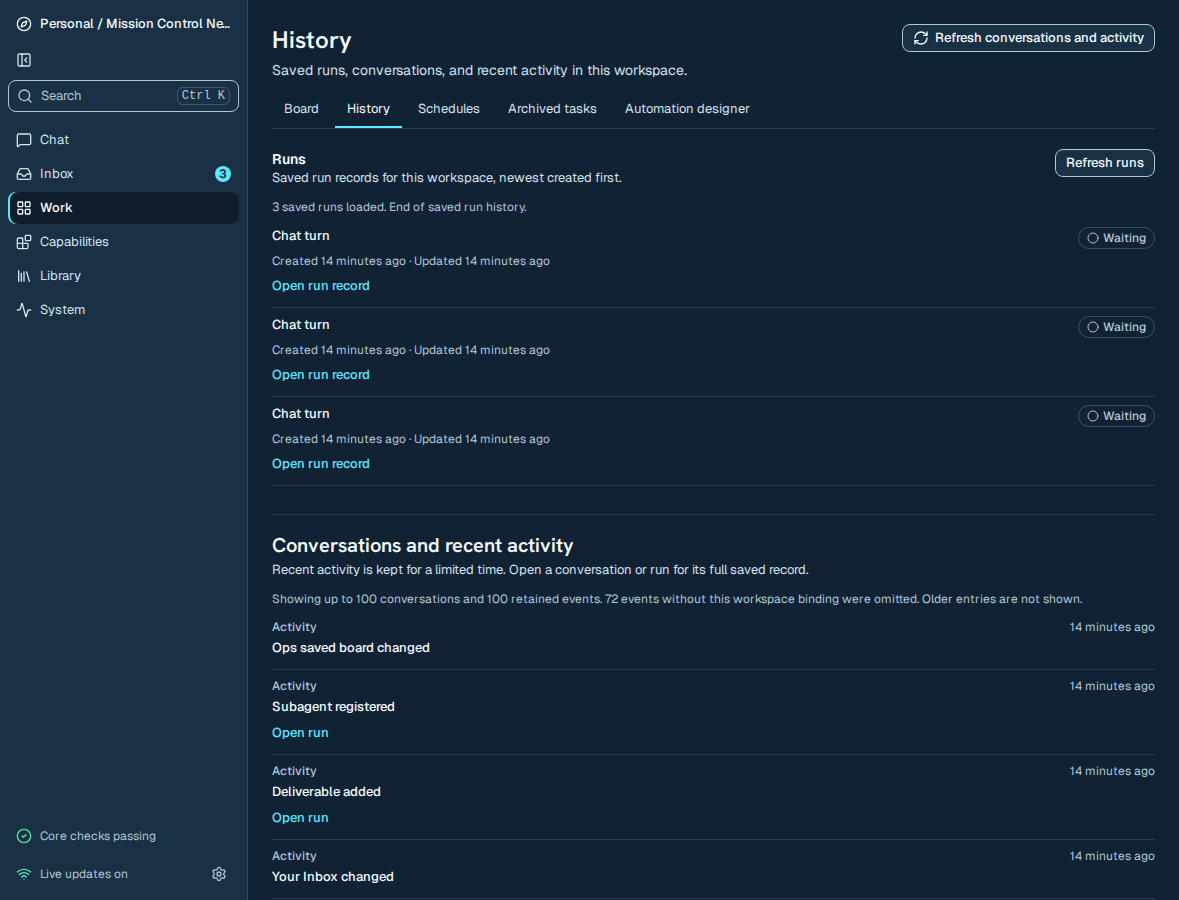 Personal / Mission Control Ne...
Search Ctrl K
Chat
Inbox 3
Work
Capabilities
Library
System
Core checks passing
Live updates on
History
Refresh conversations and activity
Saved runs, conversations, and recent activity in this workspace.
Board History Schedules Archived tasks Automation designer
Runs
Refresh runs
Saved run records for this workspace, newest created first.
3 saved runs loaded. End of saved run history.
Chat turn
Waiting
Created 14 minutes ago · Updated 14 minutes ago
Open run record
Chat turn
Waiting
Created 14 minutes ago · Updated 14 minutes ago
Open run record
Chat turn
Waiting
Created 14 minutes ago · Updated 14 minutes ago
Open run record
Conversations and recent activity
Recent activity is kept for a limited time. Open a conversation or run for its full saved record.
Showing up to 100 conversations and 100 retained events. 72 events without this workspace binding were omitted. Older entries are not shown.
Activity 14 minutes ago
Ops saved board changed
Activity 14 minutes ago
Subagent registered
Open run
Activity 14 minutes ago
Deliverable added
Open run
Activity 14 minutes ago
Your Inbox changed